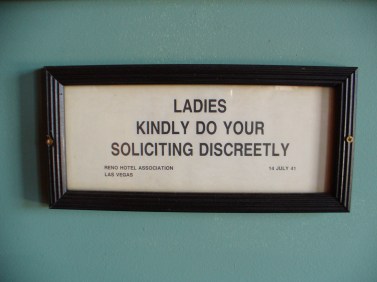 LADIES
KINDLY DO YOUR
SOLICITING DISCREETLY
RENO HOTEL ASSOCIATION 14 JULY 41
LAS VEGAS